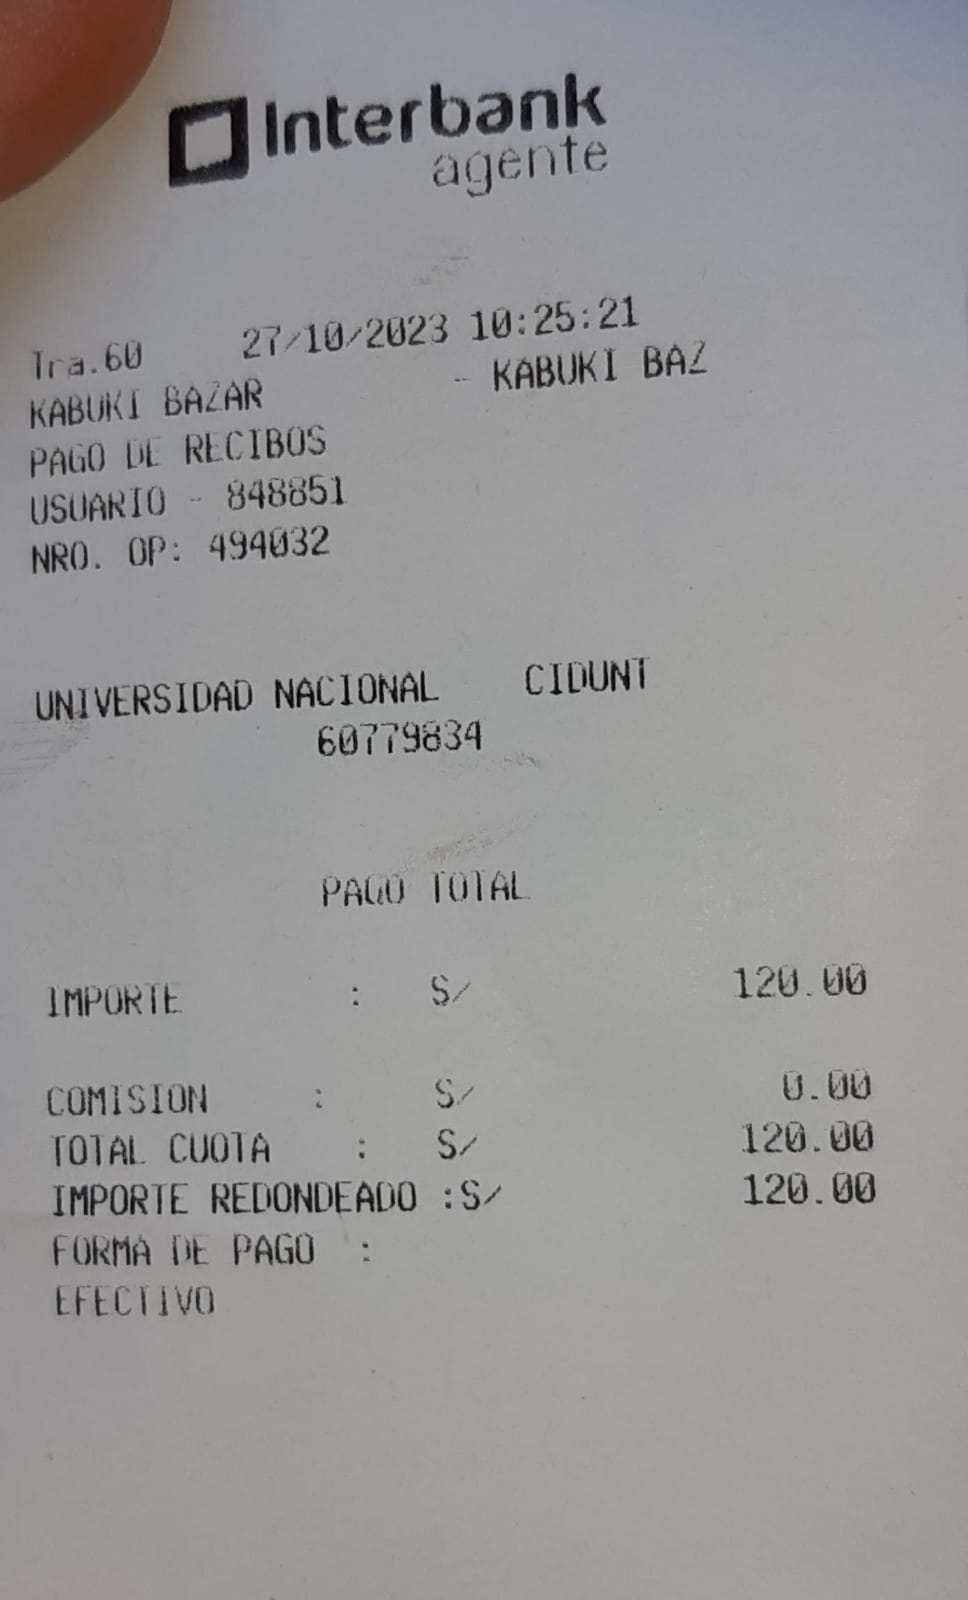 Interbank
agente
Tra.60 27/10/2023 10:25:21
KABUKI BAZAR - KABUKI BAZ
PAGO DE RECIBOS
USUARIO - 848851
NRO. OP: 494032
UNIVERSIDAD NACIONAL CIDUNT
60779834
PAGO TOTAL
IMPORTE : S/ 120.00
COMISION : S/ 0.00
TOTAL CUOTA : S/ 120.00
IMPORTE REDONDEADO :S/ 120.00
FORMA DE PAGO :
EFECTIVO